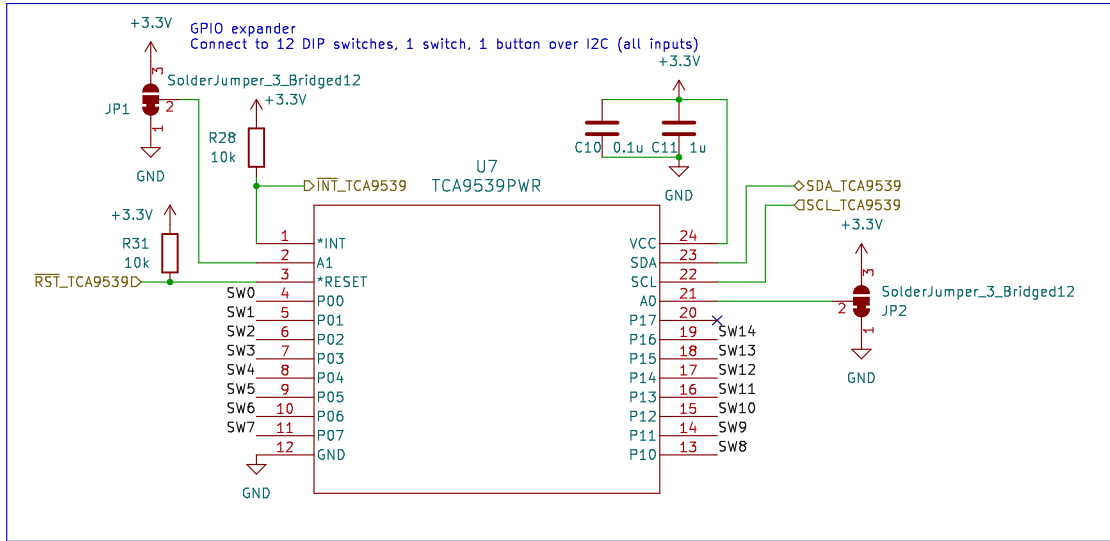 +3.3V
GPIO expander
Connect to 12 DIP switches, 1 switch, 1 button over I2C (all inputs)
3
SolderJumper_3_Bridged12
JP1
2
1
GND
+3.3V
R28
10k
INT_TCA9539
+3.3V
C10
0.1u
C11
1u
GND
U7
TCA9539PWR
SDA_TCA9539
SCL_TCA9539
+3.3V
R31
10k
RST_TCA9539
+3.3V
3
SolderJumper_3_Bridged12
2
JP2
1
GND
1 *INT
2 A1
3 *RESET
SW0 4 P00
SW1 5 P01
SW2 6 P02
SW3 7 P03
SW4 8 P04
SW5 9 P05
SW6 10 P06
SW7 11 P07
12 GND
GND
VCC 24
SDA 23
SCL 22
A0 21
P17 20
P16 19 SW14
P15 18 SW13
P14 17 SW12
P13 16 SW11
P12 15 SW10
P11 14 SW9
P10 13 SW8